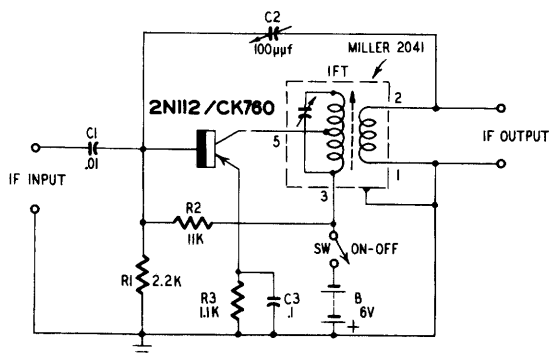 C2
100μμf
MILLER 2041
IFT
2N112/CK760
2
C1
.01
5
IF OUTPUT
IF INPUT
1
3
R2
11K
SW
ON-OFF
R1
2.2K
R3
1.1K
C3
.1
B
6V
+